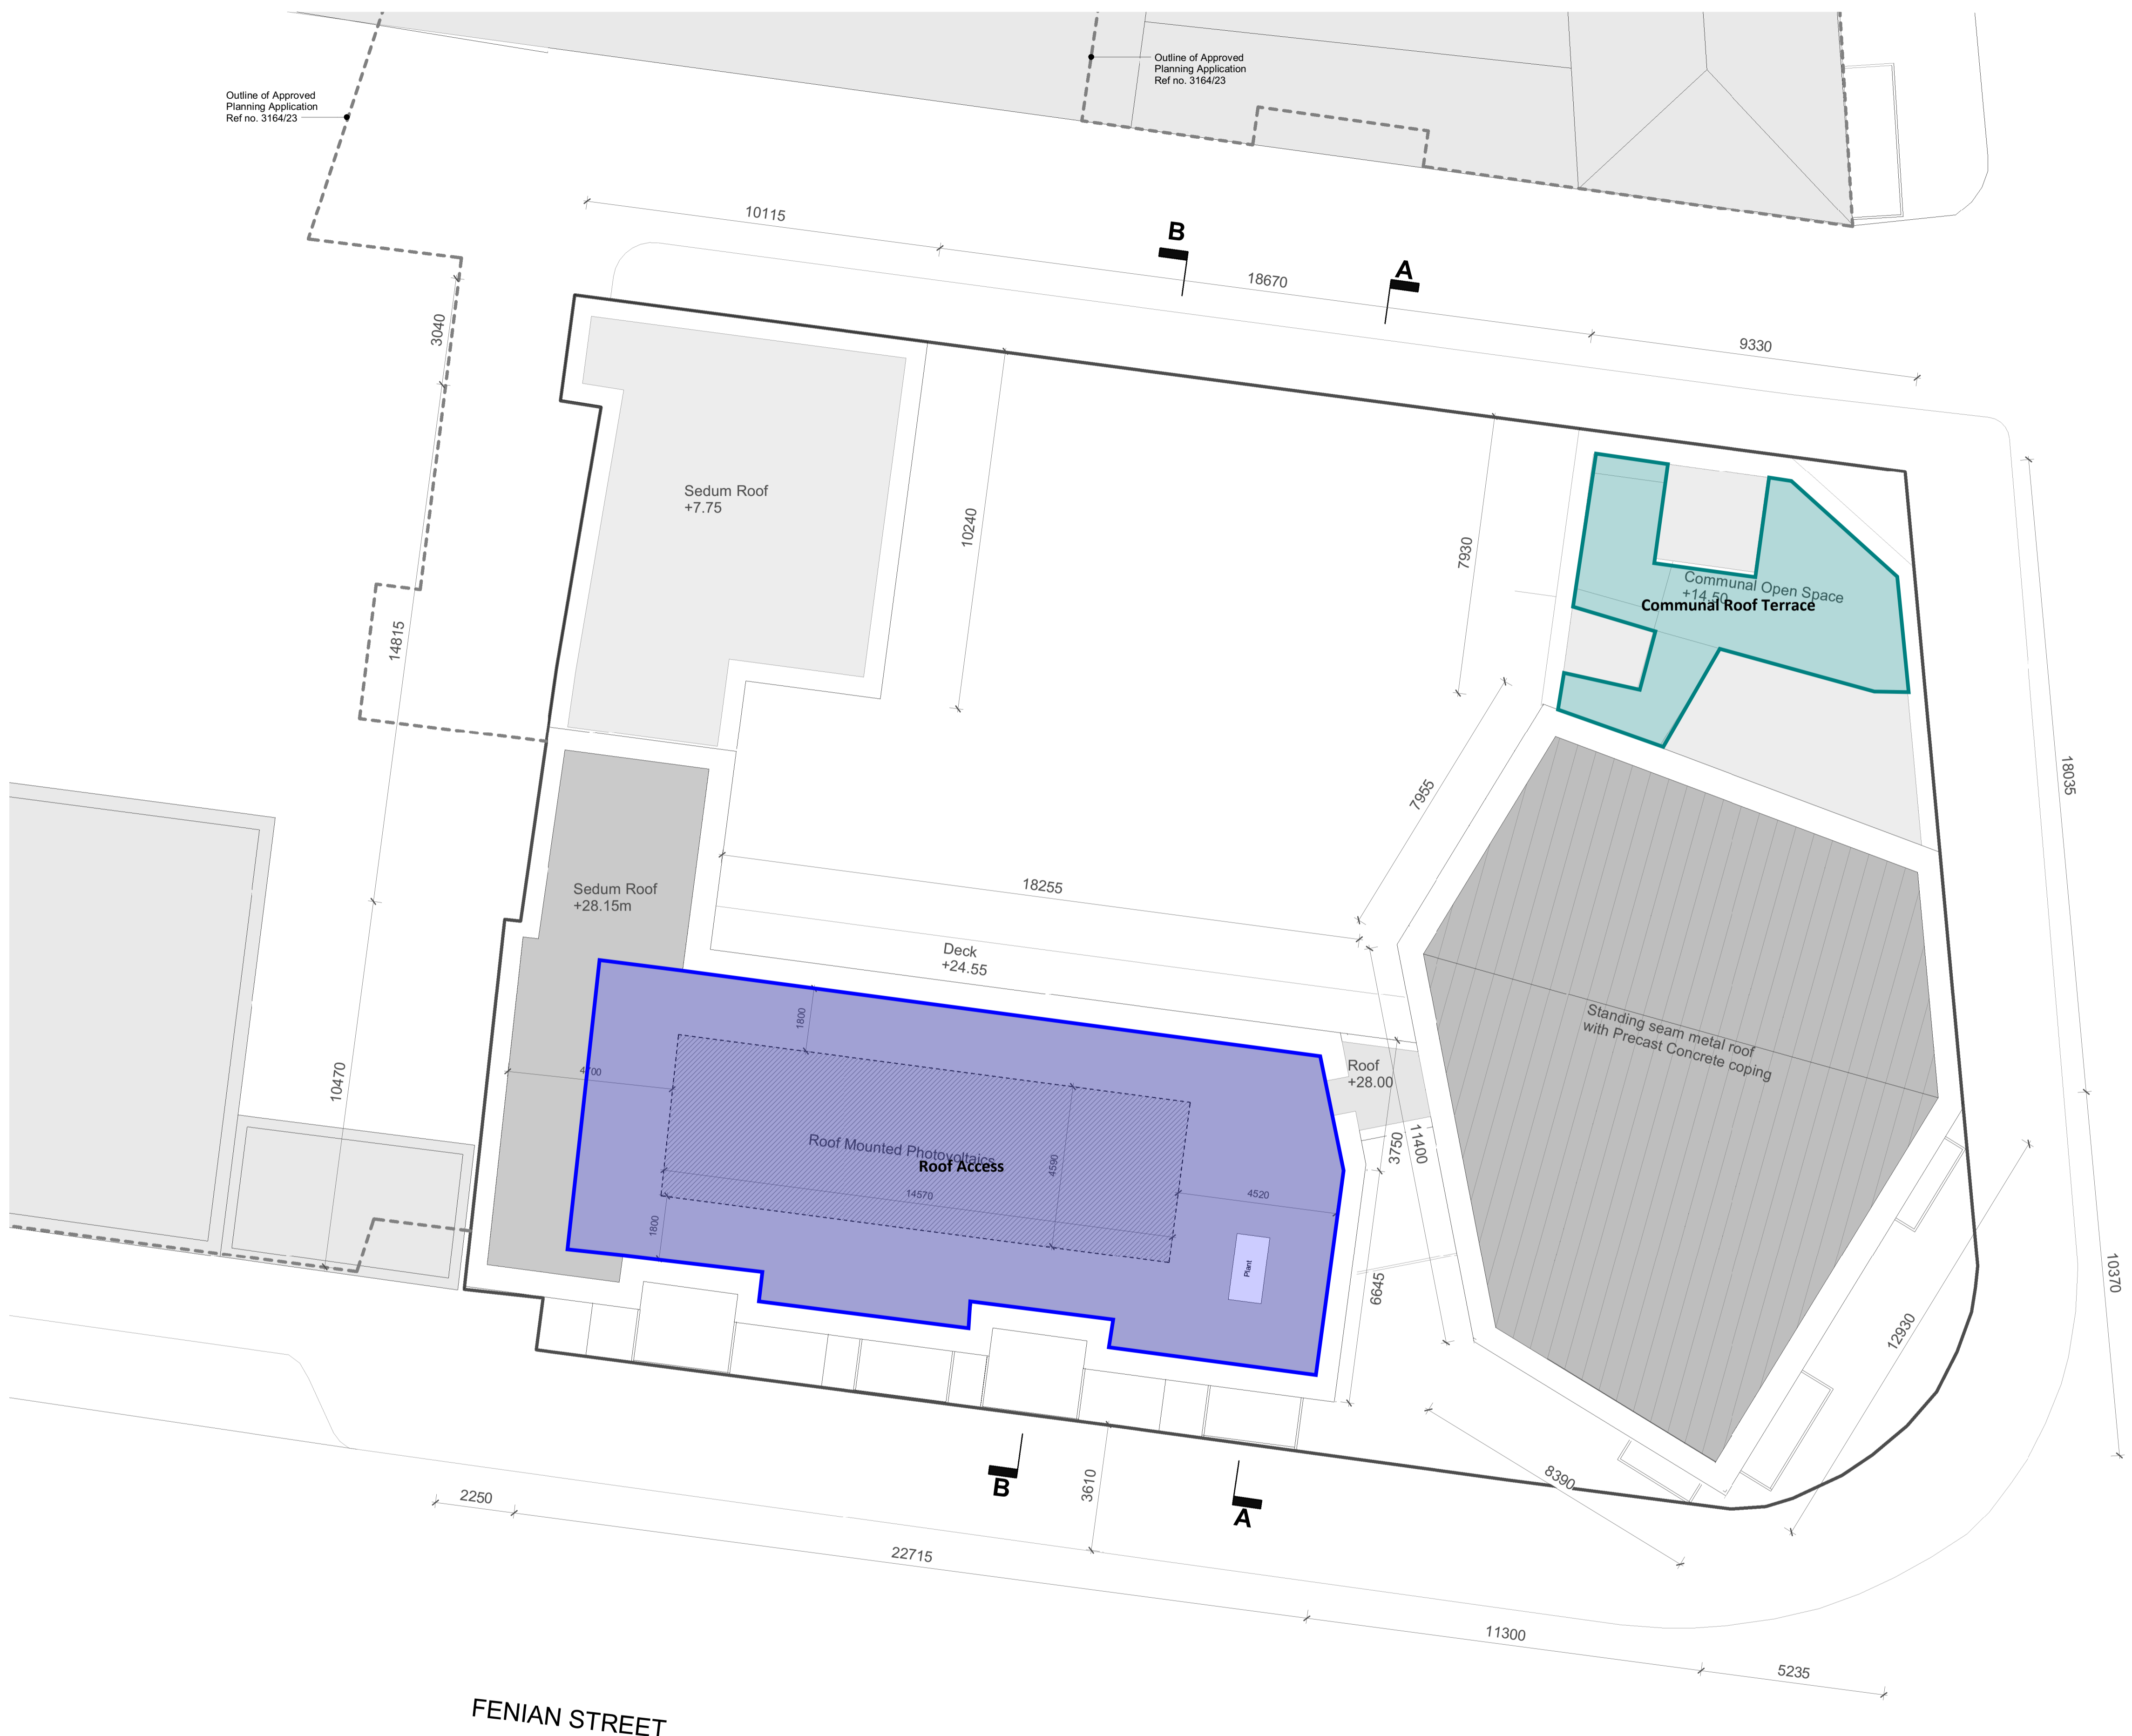 Outline of Approved
Planning Application
Ref no. 3164/23
Outline of Approved
Planning Application
Ref no. 3164/23
10115
B
18670
A
9330
3040
Sedum Roof
+7.75
10240
7930
Communal Open Space
+14.50
Communal Roof Terrace
14815
7955
18035
18255
Sedum Roof
+28.15m
Deck
+24.55
1800
Standing seam metal roof
with Precast Concrete coping
Roof
+28.00
10470
Roof Mounted Photovoltaics
Roof Access
4590
3750
11400
14570
4520
1800
Plant
6645
10370
12930
B
A
3610
8390
2250
22715
11300
5235
FENIAN STREET